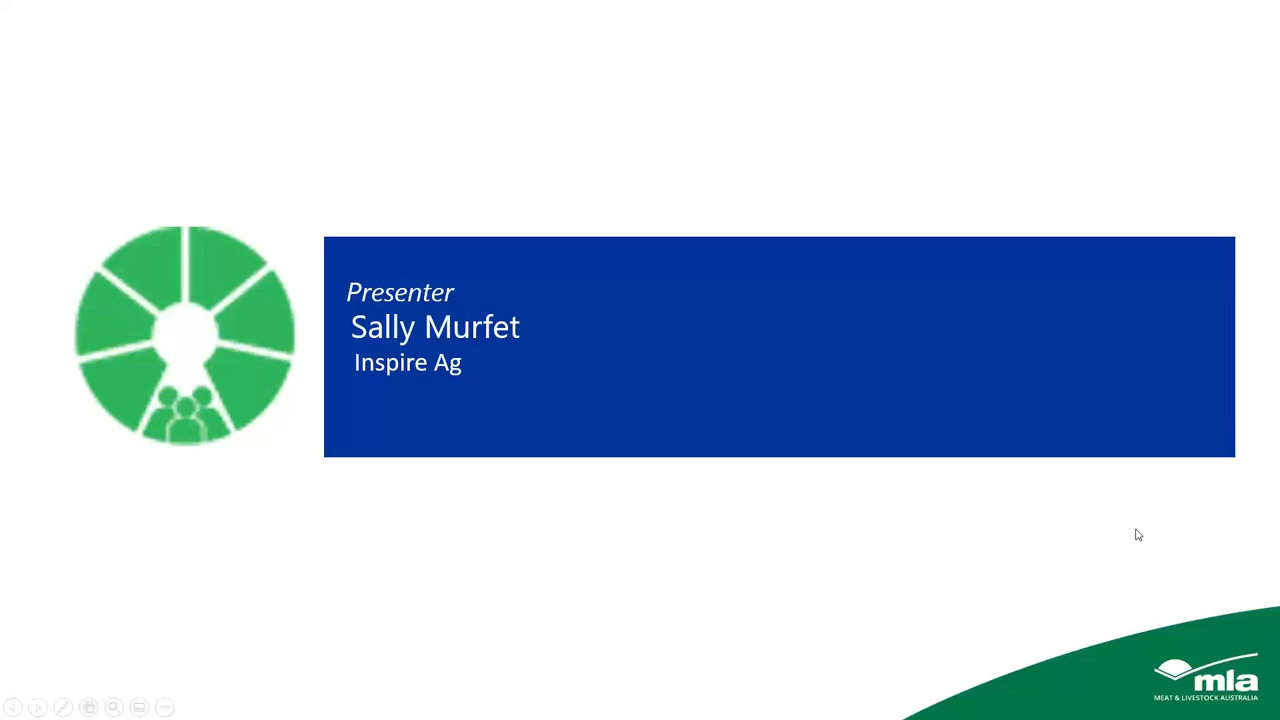 Presenter
Sally Murfet
Inspire Ag
mla
MEAT & LIVESTOCK AUSTRALIA